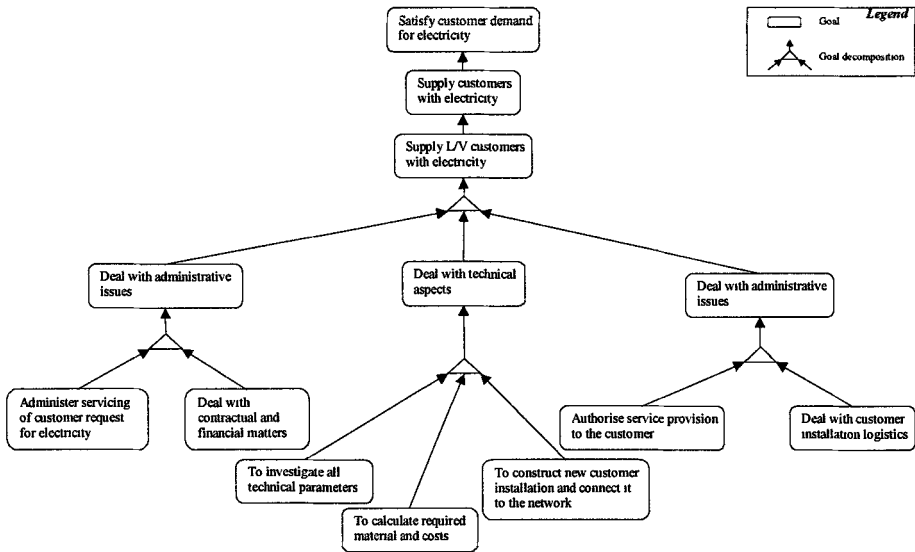 Satisfy customer demand
for electricity
Legend
Goal
Goal decomposition
Supply customers
with electricity
Supply L/V customers
with electricity
Deal with administrative
issues
Deal with technical
aspects
Deal with administrative
issues
Administer servicing
of customer request
for electricity
Deal with
contractual and
financial matters
Authorise service provision
to the customer
Deal with customer
installation logistics
To investigate all
technical parameters
To construct new customer
installation and connect it
to the network
To calculate required
material and costs